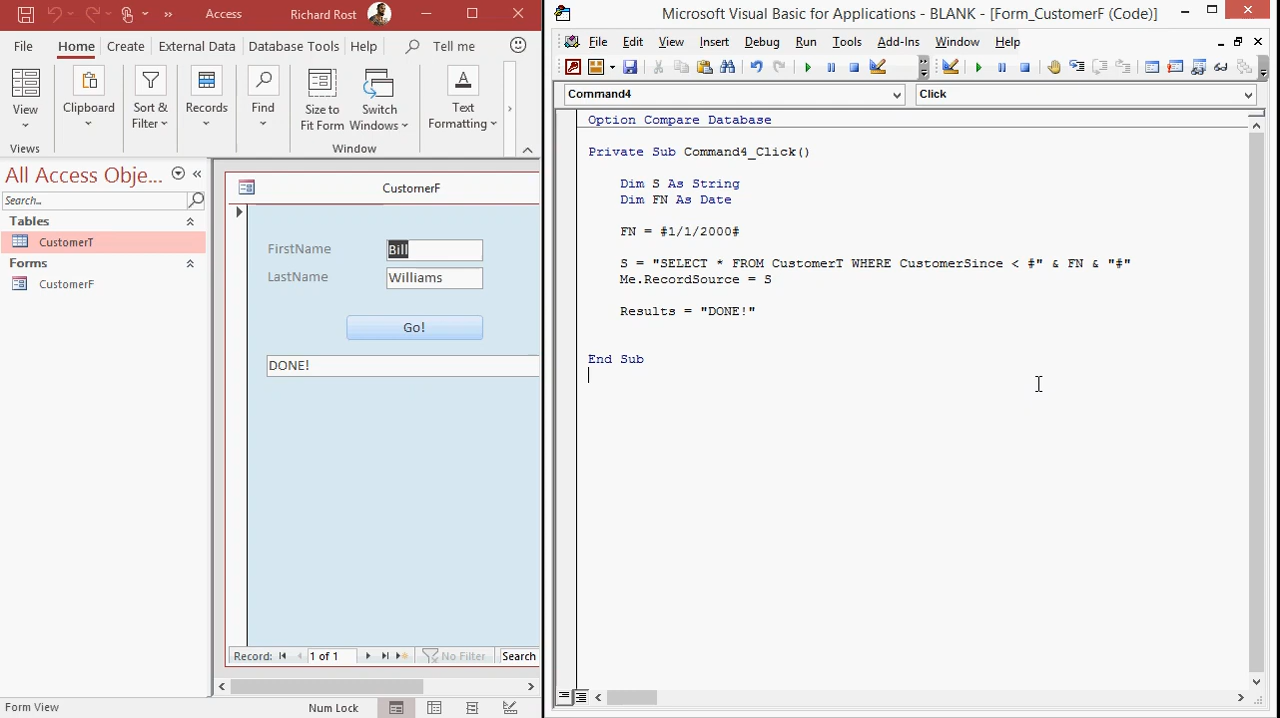 Access
Richard Rost
File
Home
Create
External Data
Database Tools
Help
Tell me
View
Clipboard
Sort & Filter
Records
Find
Size to Fit Form
Switch Windows
Text Formatting
Views
Window
All Access Obje...
Search...
Tables
CustomerT
Forms
CustomerF
CustomerF
FirstName
Bill
LastName
Williams
Go!
DONE!
Record:
1 of 1
No Filter
Search
Form View
Num Lock
Microsoft Visual Basic for Applications - BLANK - [Form_CustomerF (Code)]
File Edit View Insert Debug Run Tools Add-Ins Window Help
Command4
Click
Option Compare Database
Private Sub Command4_Click()
Dim S As String
Dim FN As Date
FN = #1/1/2000#
S = "SELECT * FROM CustomerT WHERE CustomerSince < #" & FN & "#"
Me.RecordSource = S
Results = "DONE!"
End Sub